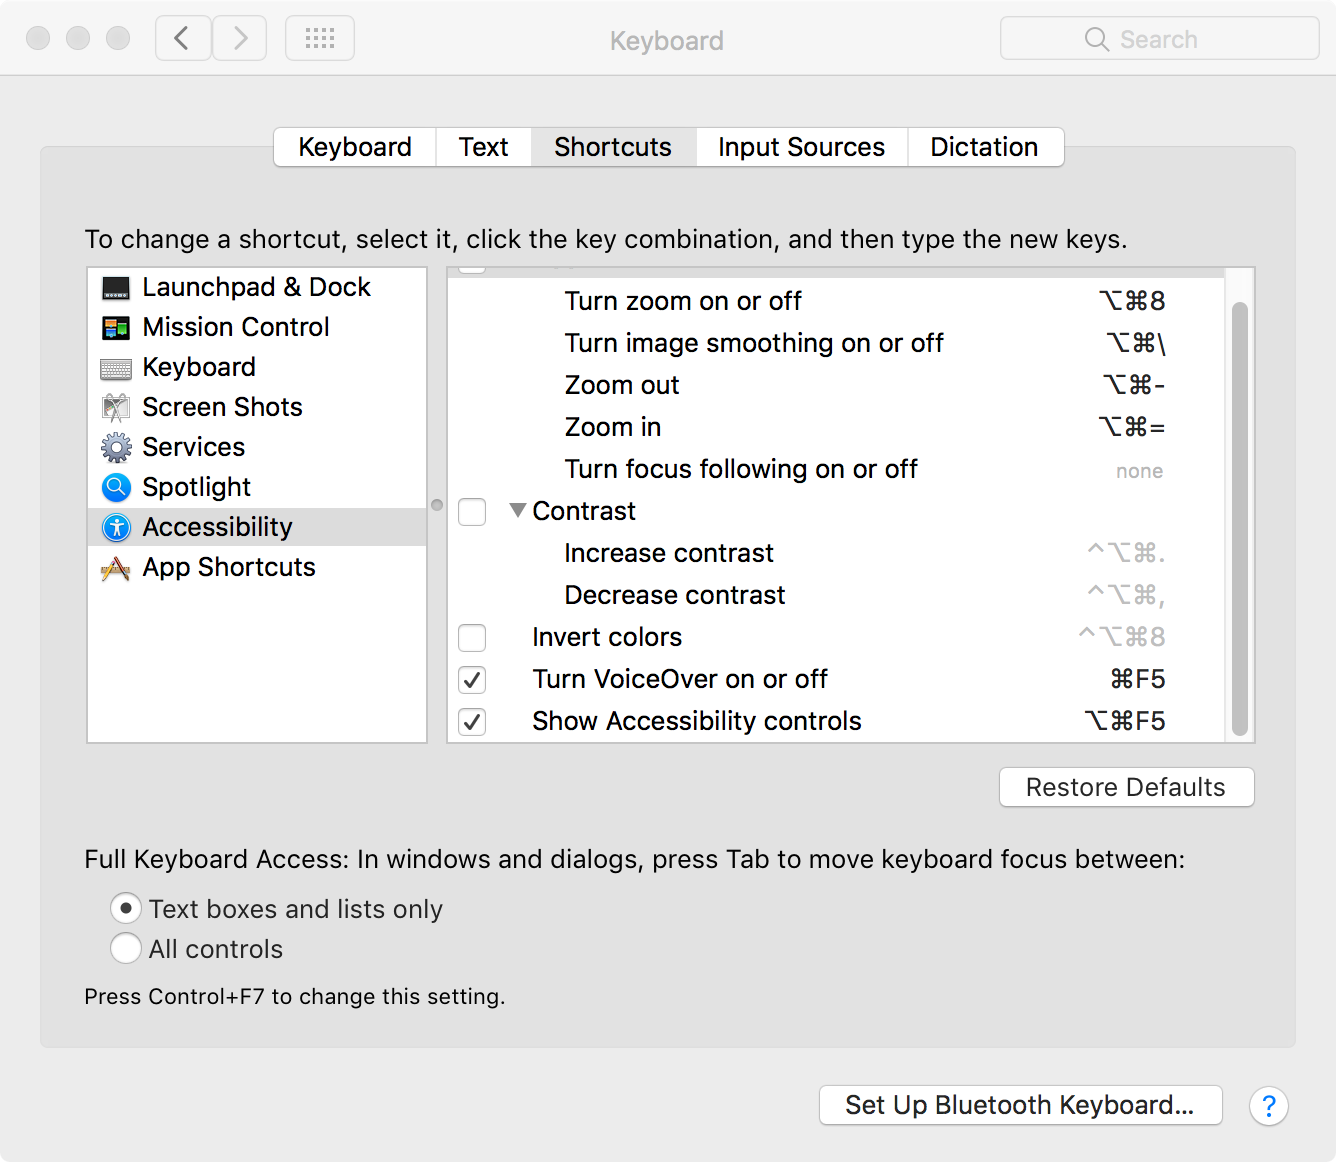 Keyboard
Search
Keyboard Text Shortcuts Input Sources Dictation
To change a shortcut, select it, click the key combination, and then type the new keys.
Launchpad & Dock
Mission Control
Keyboard
Screen Shots
Services
Spotlight
Accessibility
App Shortcuts
Turn zoom on or off ⌥⌘8
Turn image smoothing on or off ⌥⌘\
Zoom out ⌥⌘-
Zoom in ⌥⌘=
Turn focus following on or off none
Contrast
Increase contrast ^⌥⌘.
Decrease contrast ^⌥⌘,
Invert colors ^⌥⌘8
Turn VoiceOver on or off ⌘F5
Show Accessibility controls ⌥⌘F5
Restore Defaults
Full Keyboard Access: In windows and dialogs, press Tab to move keyboard focus between:
Text boxes and lists only
All controls
Press Control+F7 to change this setting.
Set Up Bluetooth Keyboard... ?